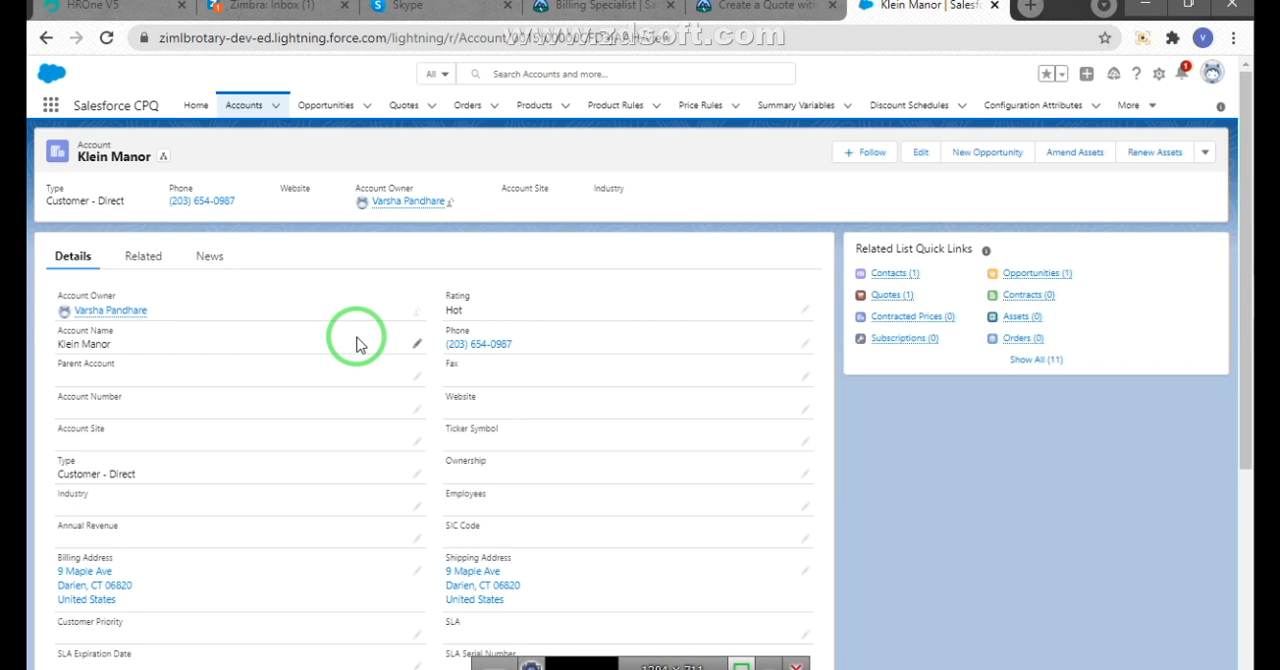 HROne V5
Zimbra: Inbox (1)
Skype
Billing Specialist | Sa
Create a Quote with
Klein Manor | Salesf
zimlbrotary-dev-ed.lightning.force.com/lightning/r/Account/
All
Search Accounts and more...
1
Salesforce CPQ
Home
Accounts
Opportunities
Quotes
Orders
Products
Product Rules
Price Rules
Summary Variables
Discount Schedules
Configuration Attributes
More
Account
Klein Manor
Follow
Edit
New Opportunity
Amend Assets
Renew Assets
Type
Customer - Direct
Phone
(203) 654-0987
Website
Account Owner
Varsha Pandhare
Account Site
Industry
Details
Related
News
Account Owner
Varsha Pandhare
Rating
Hot
Account Name
Klein Manor
Phone
(203) 654-0987
Parent Account
Fax
Account Number
Website
Account Site
Ticker Symbol
Type
Customer - Direct
Ownership
Industry
Employees
Annual Revenue
SIC Code
Billing Address
9 Maple Ave
Darien, CT 06820
United States
Shipping Address
9 Maple Ave
Darien, CT 06820
United States
Customer Priority
SLA
SLA Expiration Date
SLA Serial Number
Related List Quick Links
Contacts (1)
Opportunities (1)
Quotes (1)
Contracts (0)
Contracted Prices (0)
Assets (0)
Subscriptions (0)
Orders (0)
Show All (11)